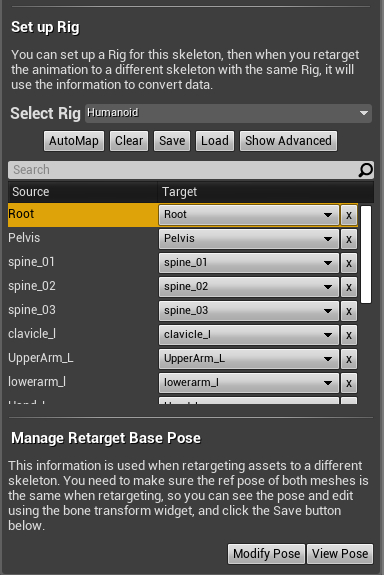 Set up Rig
You can set up a Rig for this skeleton, then when you retarget
the animation to a different skeleton with the same Rig, it will
use the information to convert data.
Select Rig Humanoid
AutoMap Clear Save Load Show Advanced
Search
Source Target
Root Root x
Pelvis Pelvis x
spine_01 spine_01 x
spine_02 spine_02 x
spine_03 spine_03 x
clavicle_l clavicle_l x
UpperArm_L UpperArm_L x
lowerarm_l lowerarm_l x
Manage Retarget Base Pose
This information is used when retargeting assets to a different
skeleton. You need to make sure the ref pose of both meshes is
the same when retargeting, so you can see the pose and edit
using the bone transform widget, and click the Save button
below.
Modify Pose View Pose